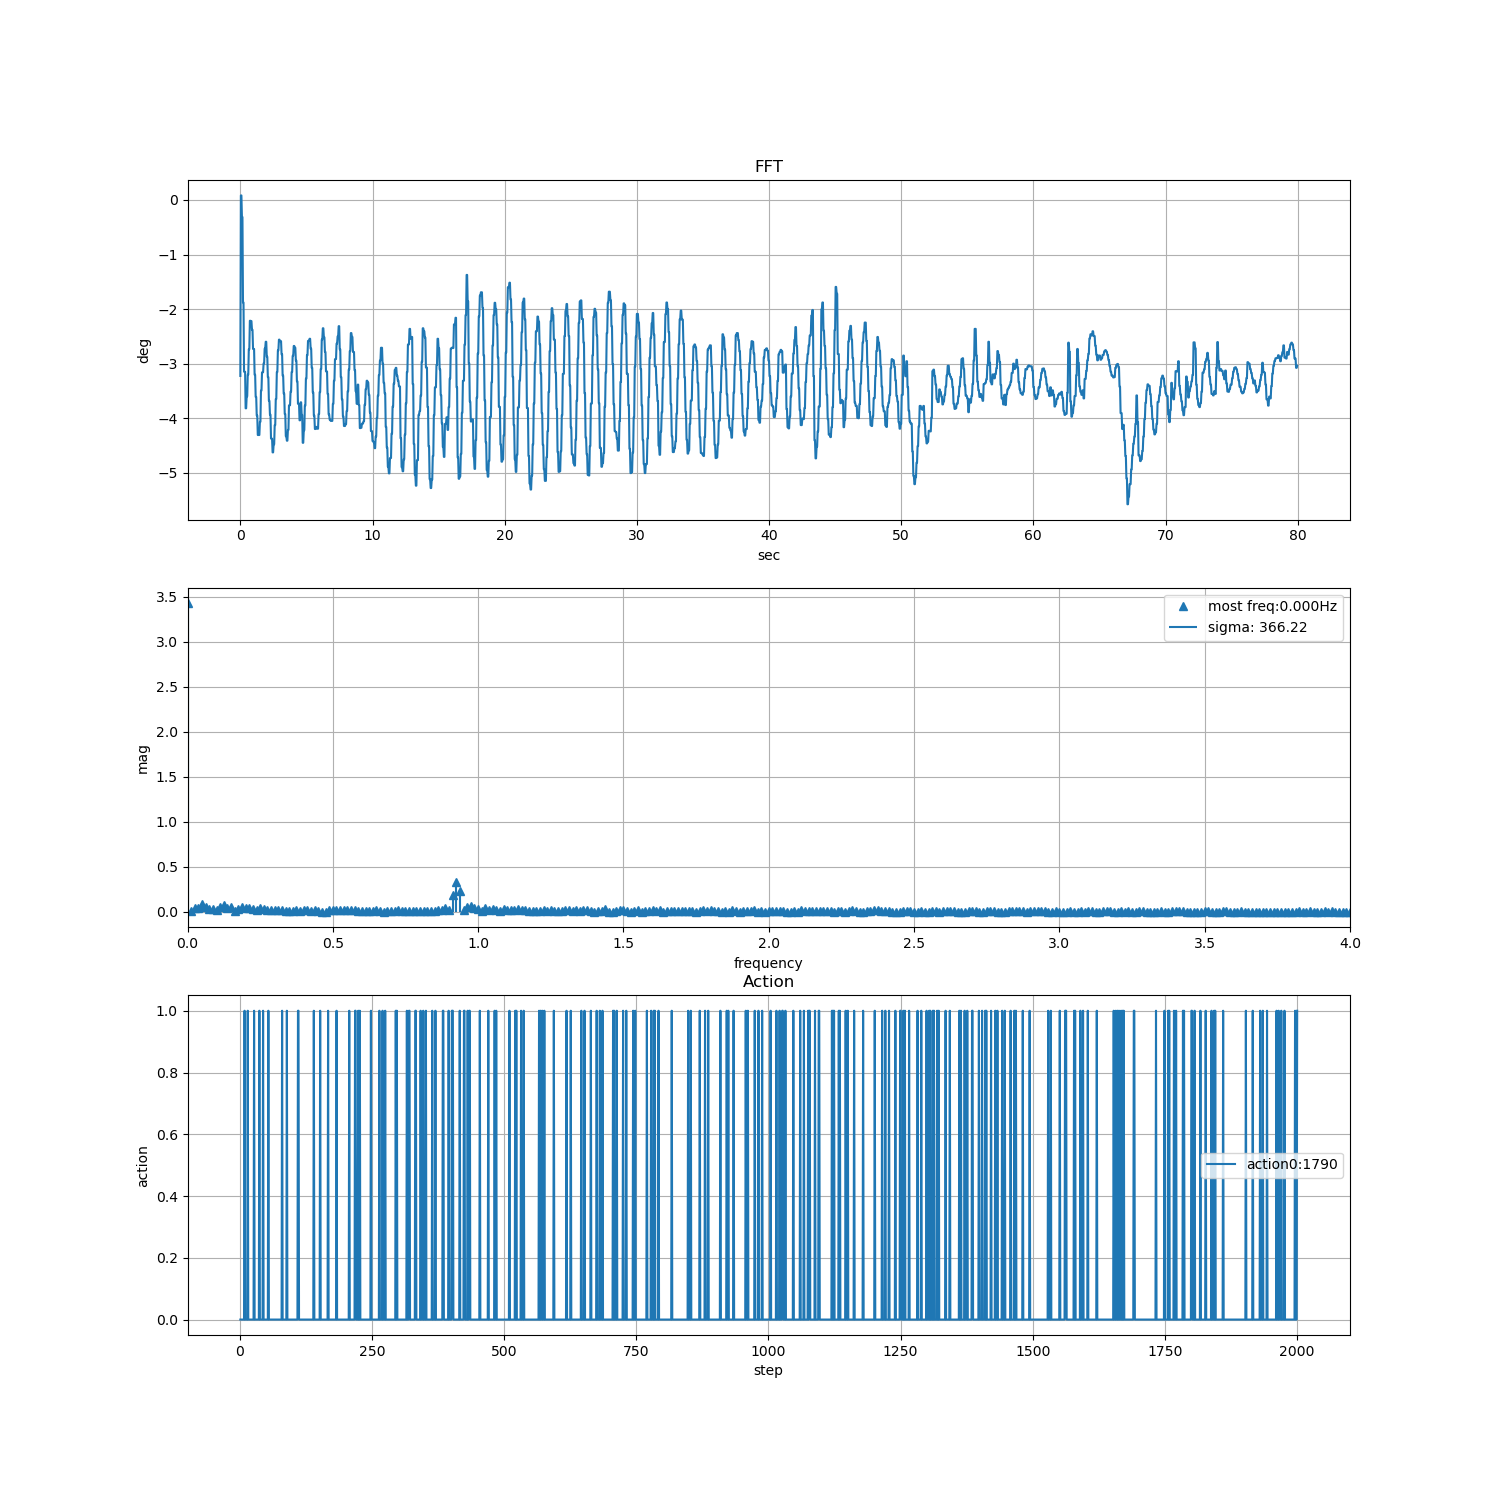 FFT
0
−1
−2
−3
−4
−5
deg
0 10 20 30 40 50 60 70 80
sec
3.5
3.0
2.5
2.0
1.5
1.0
0.5
0.0
mag
most freq:0.000Hz
sigma: 366.22
0.0 0.5 1.0 1.5 2.0 2.5 3.0 3.5 4.0
frequency
Action
1.0
0.8
0.6
0.4
0.2
0.0
action
action0:1790
0 250 500 750 1000 1250 1500 1750 2000
step